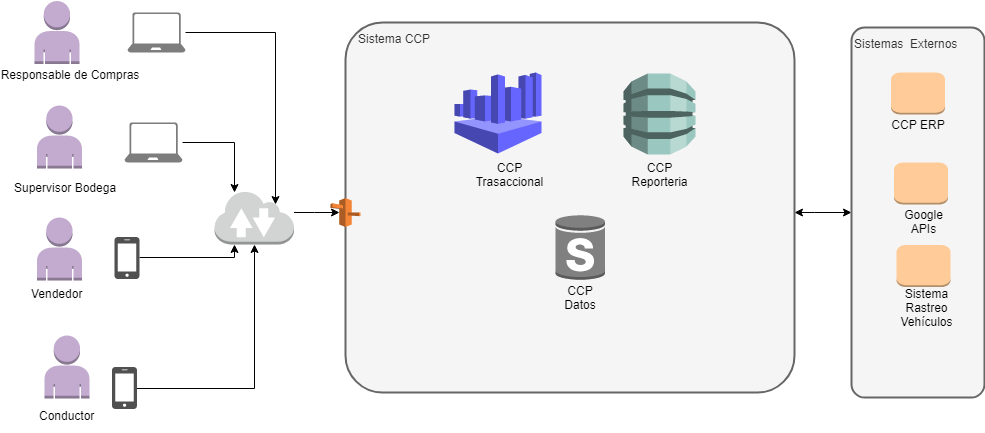 Responsable de Compras
Supervisor Bodega
Vendedor
Conductor
Sistema CCP
CCP
Trasaccional
CCP
Reporteria
S
CCP
Datos
Sistemas Externos
CCP ERP
Google
APIs
Sistema
Rastreo
Vehículos